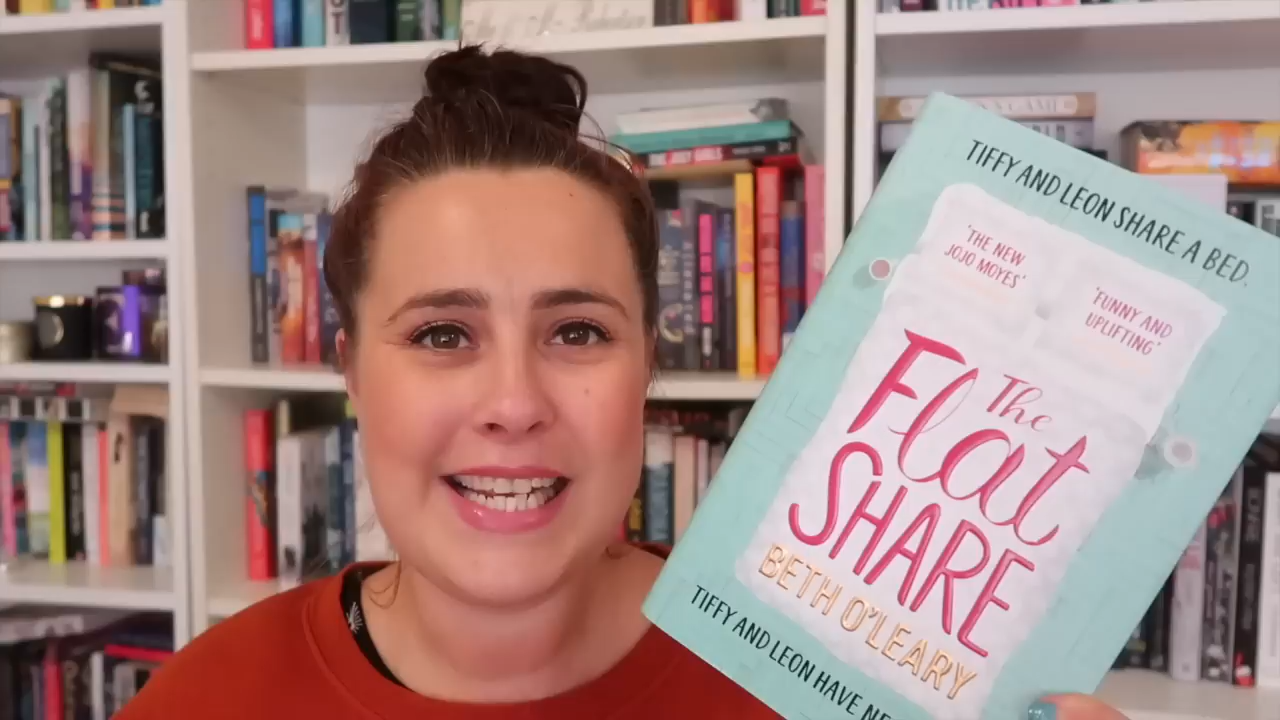 TIFFY AND LEON SHARE A BED.
'THE NEW
JOJO MOYES'
'FUNNY AND
UPLIFTING'
The
Flat
SHARE
BETH O'LEARY
TIFFY AND LEON HAVE NE